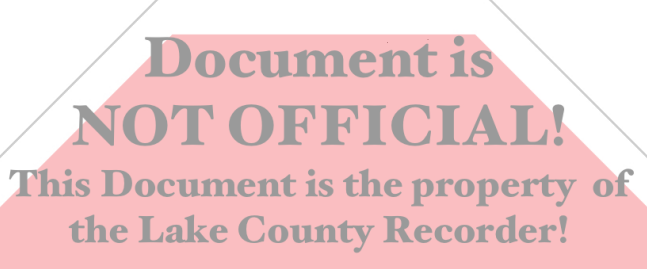 Document is
NOT OFFICIAL!
This Document is the property of
the Lake County Recorder!